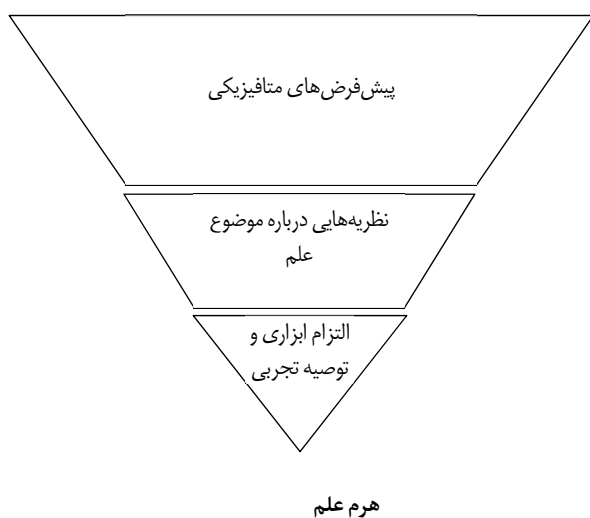 پیش‌فرض‌های متافیزیکی
نظریه‌هایی درباره موضوع
علم
التزام ابزاری و
توصیه تجربی
هرم علم